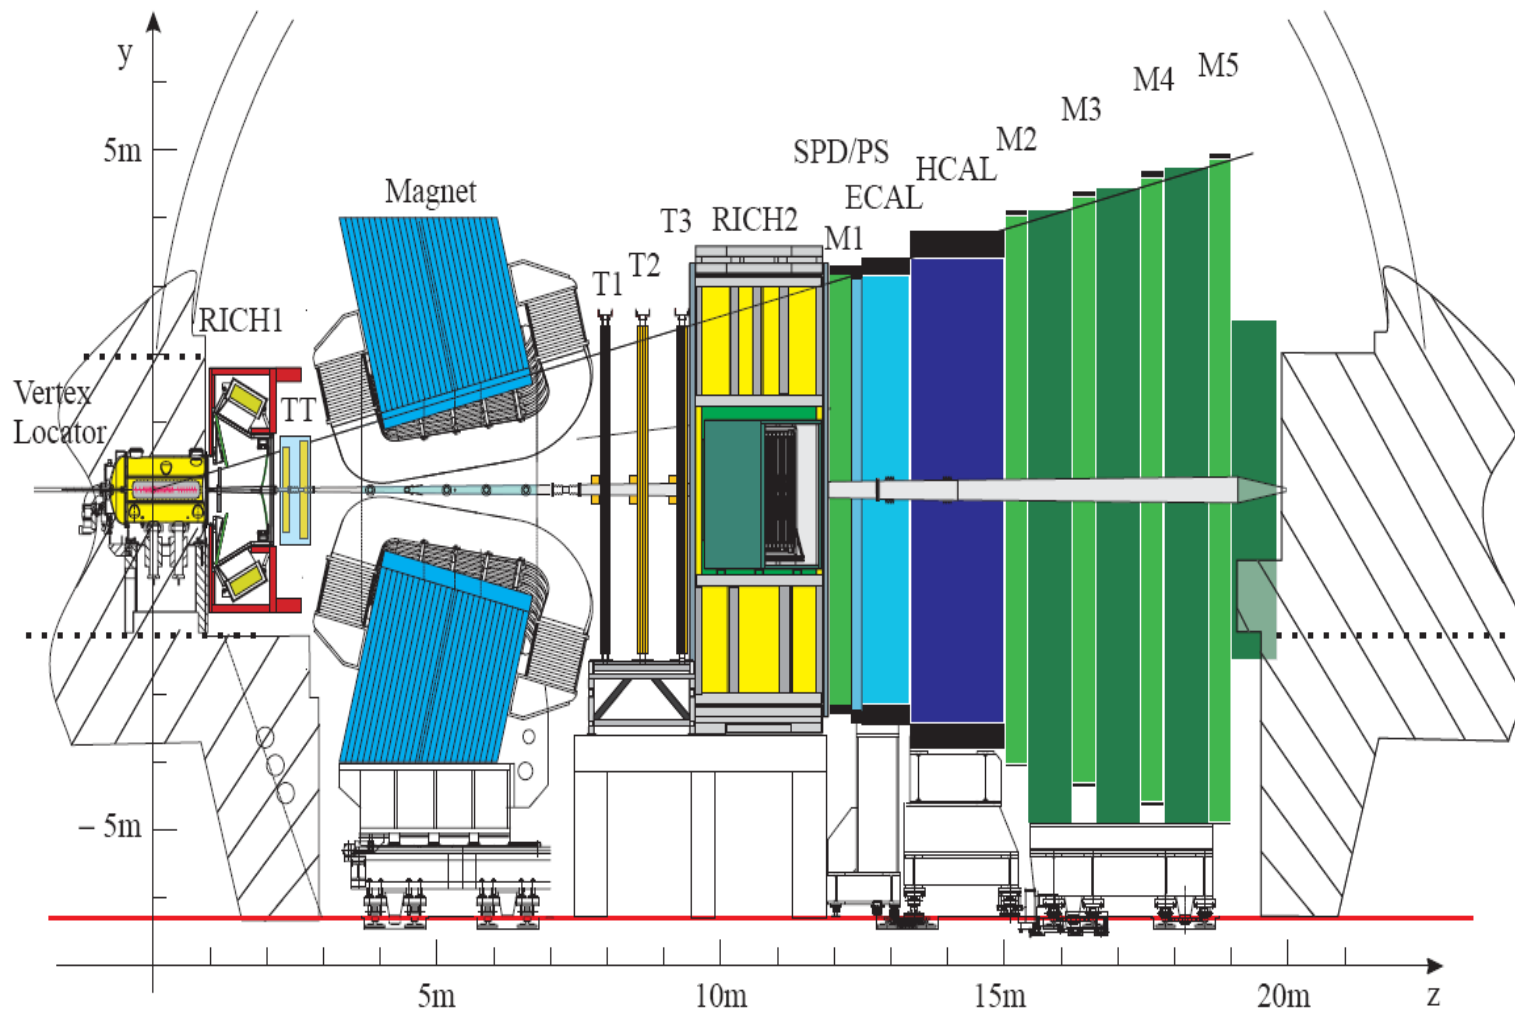 y
5m
M5
M4
M3
M2
SPD/PS
HCAL
ECAL
Magnet
T3
RICH2
M1
T2
T1
RICH1
Vertex
Locator
TT
– 5m
5m
10m
15m
20m
z